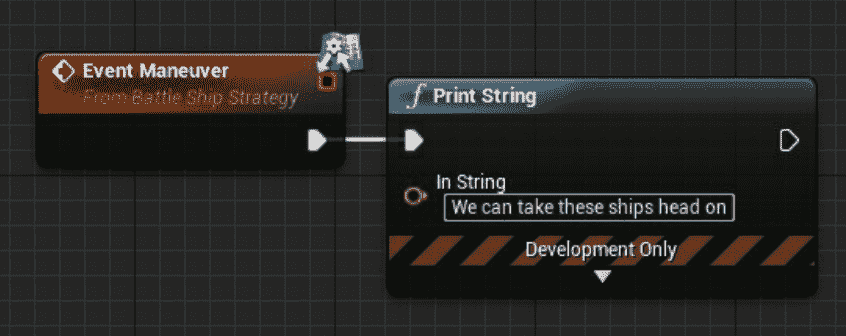 Event Maneuver
From Battle Ship Strategy
f Print String
In String
We can take these ships head on
Development Only